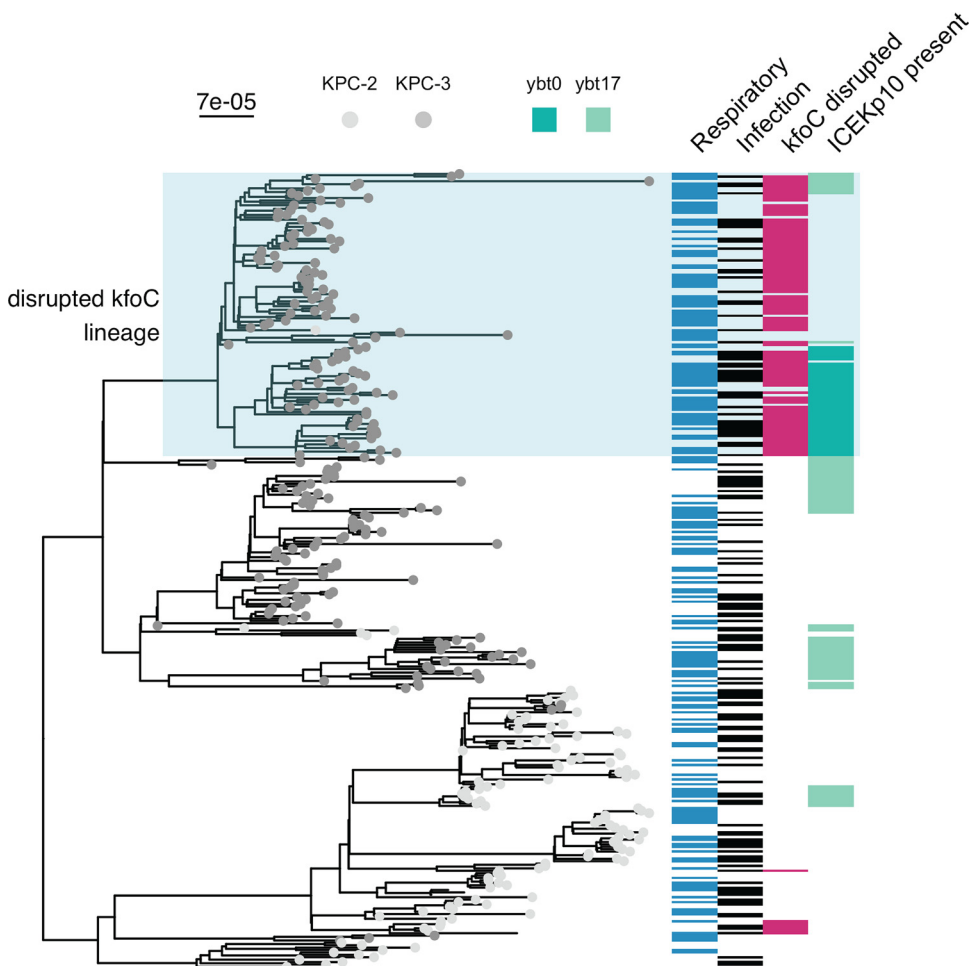 7e-05
KPC-2 KPC-3
ybt0 ybt17
Respiratory
Infection
kfoC disrupted
ICEKp10 present
disrupted kfoC
lineage